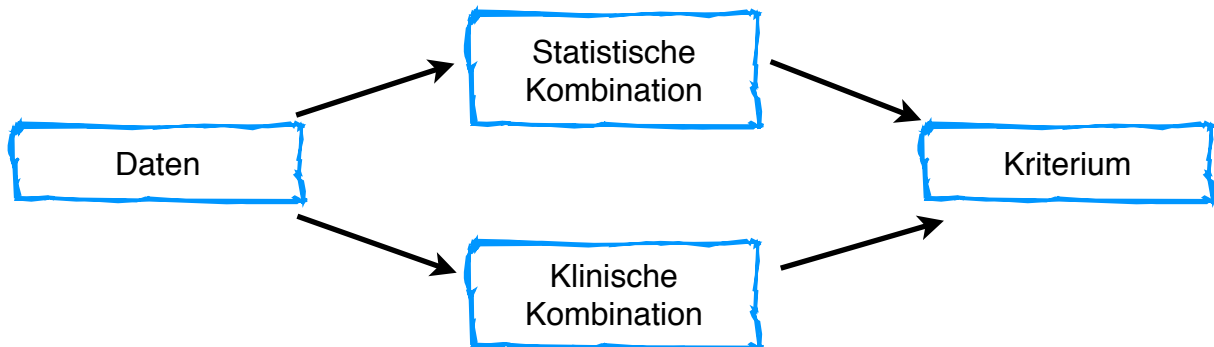 Statistische
Kombination
Daten
Kriterium
Klinische
Kombination